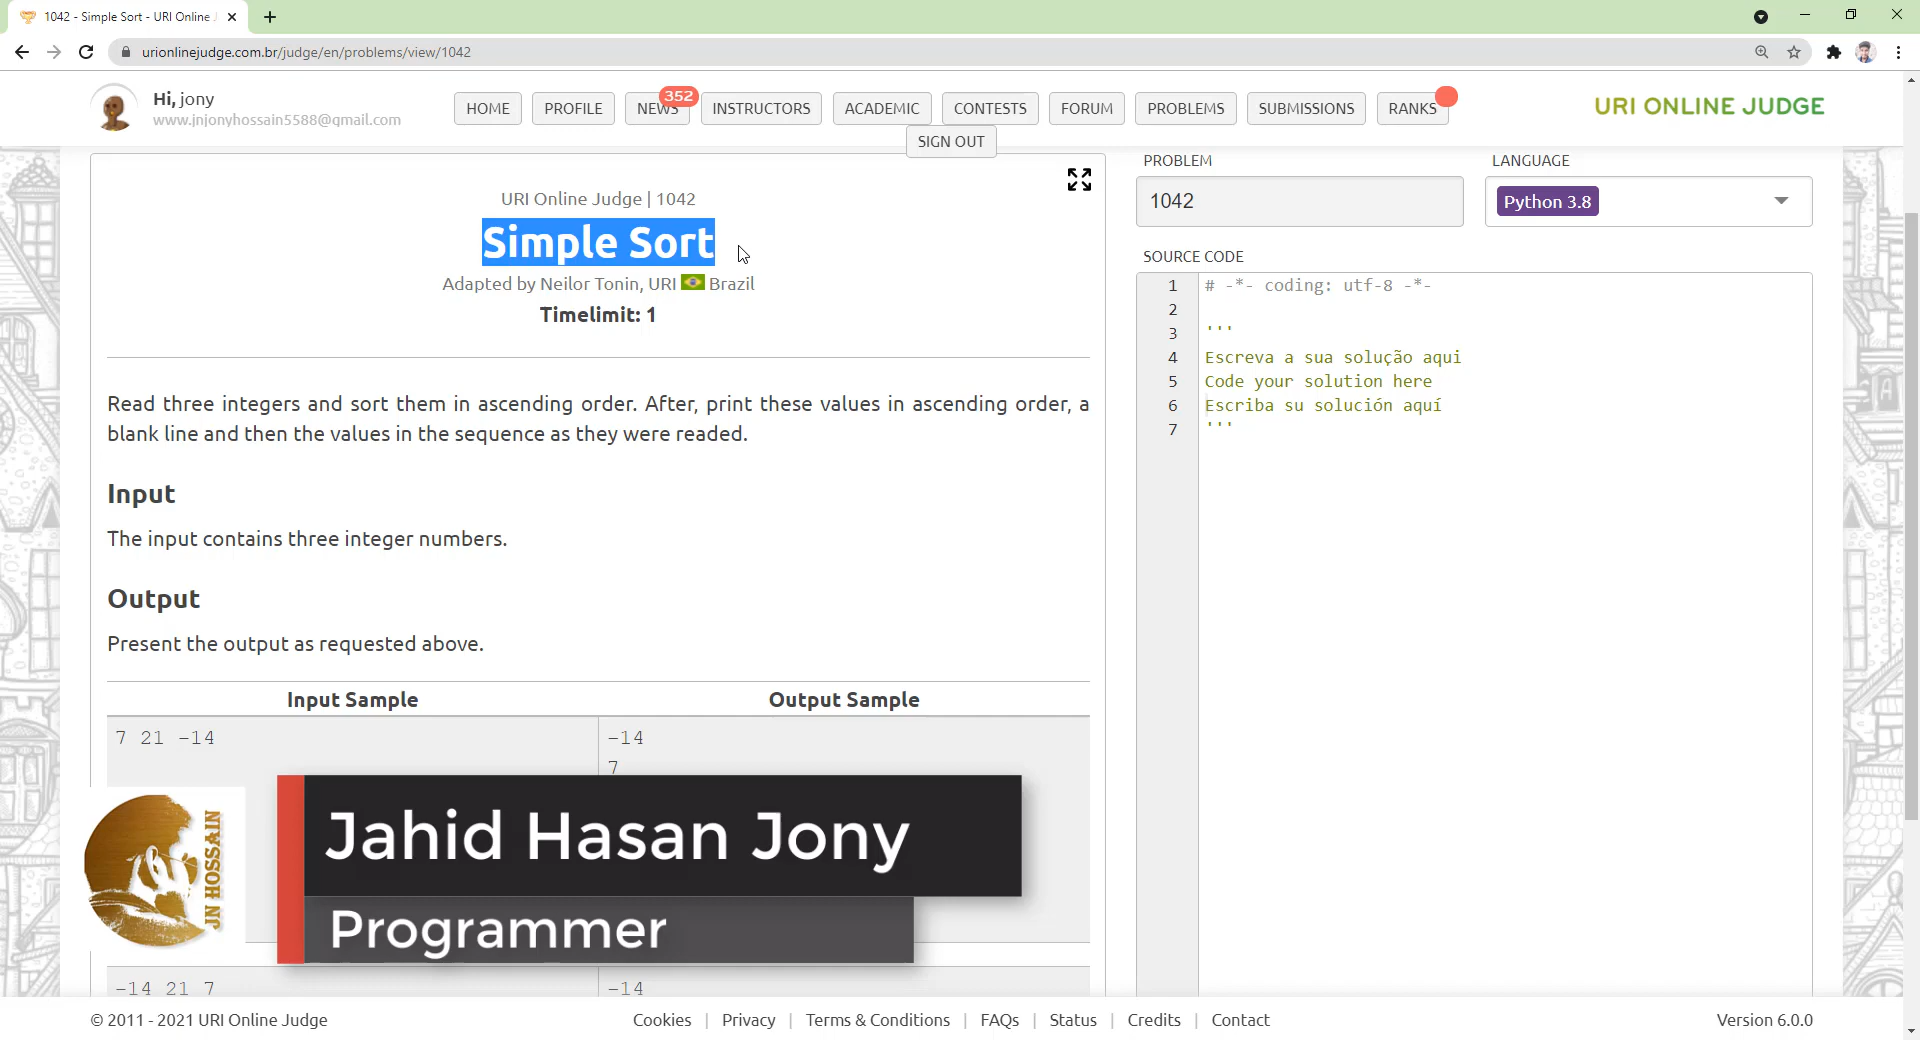 1042 - Simple Sort - URI Online J
urionlinejudge.com.br/judge/en/problems/view/1042
Hi, jony
www.jnjonyhossain5588@gmail.com
HOME
PROFILE
NEWS
352
INSTRUCTORS
ACADEMIC
CONTESTS
FORUM
PROBLEMS
SUBMISSIONS
RANKS
SIGN OUT
URI ONLINE JUDGE
URI Online Judge | 1042
Simple Sort
Adapted by Neilor Tonin, URI Brazil
Timelimit: 1
Read three integers and sort them in ascending order. After, print these values in ascending order, a
blank line and then the values in the sequence as they were readed.
Input
The input contains three integer numbers.
Output
Present the output as requested above.
Input Sample
Output Sample
7 21 -14
-14
7
-14 21 7
-14
PROBLEM
1042
LANGUAGE
Python 3.8
SOURCE CODE
1 # -*- coding: utf-8 -*-
2
3 '''
4 Escreva a sua solução aqui
5 Code your solution here
6 Escriba su solución aquí
7 '''
JN HOSSAIN
Jahid Hasan Jony
Programmer
© 2011 - 2021 URI Online Judge
Cookies | Privacy | Terms & Conditions | FAQs | Status | Credits | Contact
Version 6.0.0